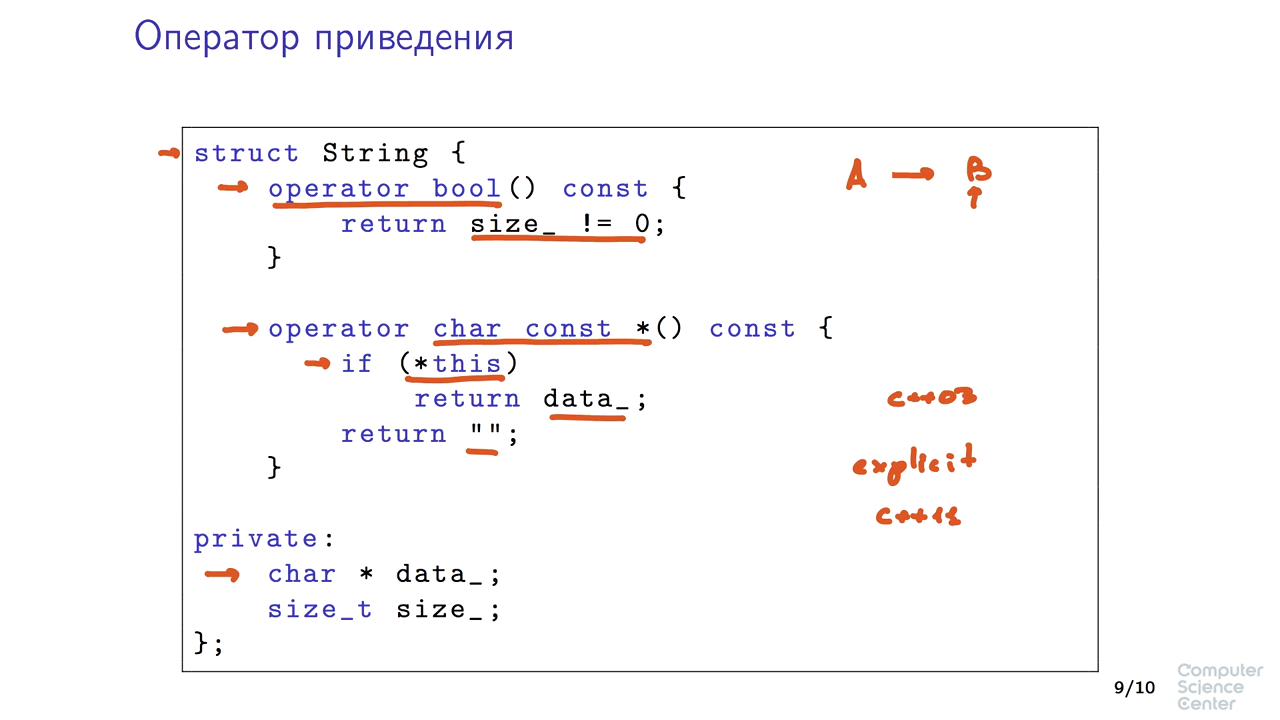 Оператор приведения
struct String {
operator bool() const {
return size_ != 0;
}
operator char const *() const {
if (*this)
return data_;
return "";
}
private:
char * data_;
size_t size_;
};
A → B
c++03
explicit
c++11
9/10
Computer
Science
Center